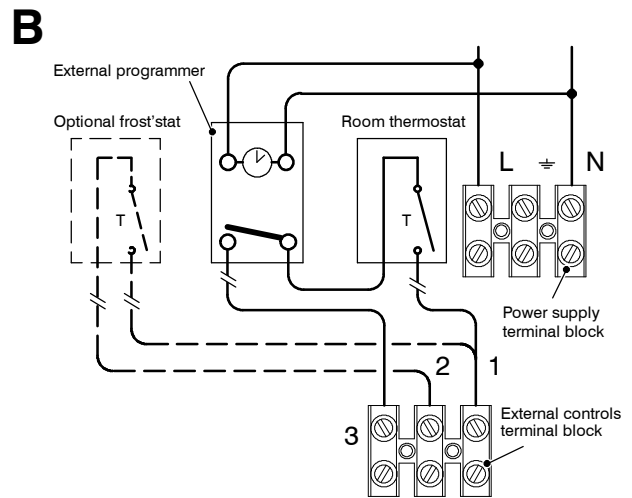 B
External programmer
Optional frost'stat
Room thermostat
T
T
L
N
Power supply
terminal block
2
1
3
External controls
terminal block